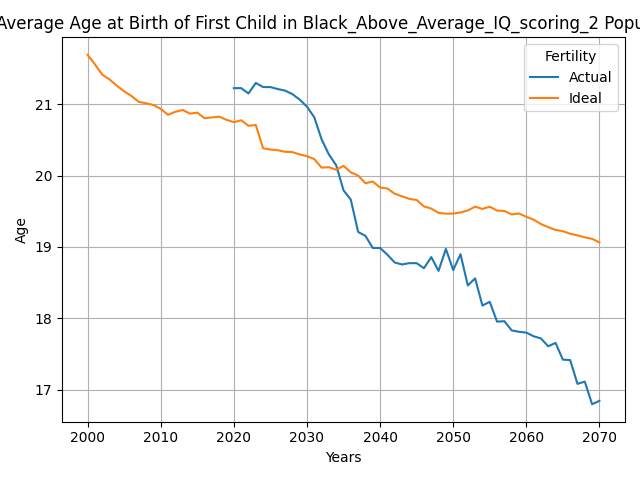 Average Age at Birth of First Child in Black_Above_Average_IQ_scoring_2
Fertility
Actual
Ideal
Age
21
20
19
18
17
2000 2010 2020 2030 2040 2050 2060 2070
Years